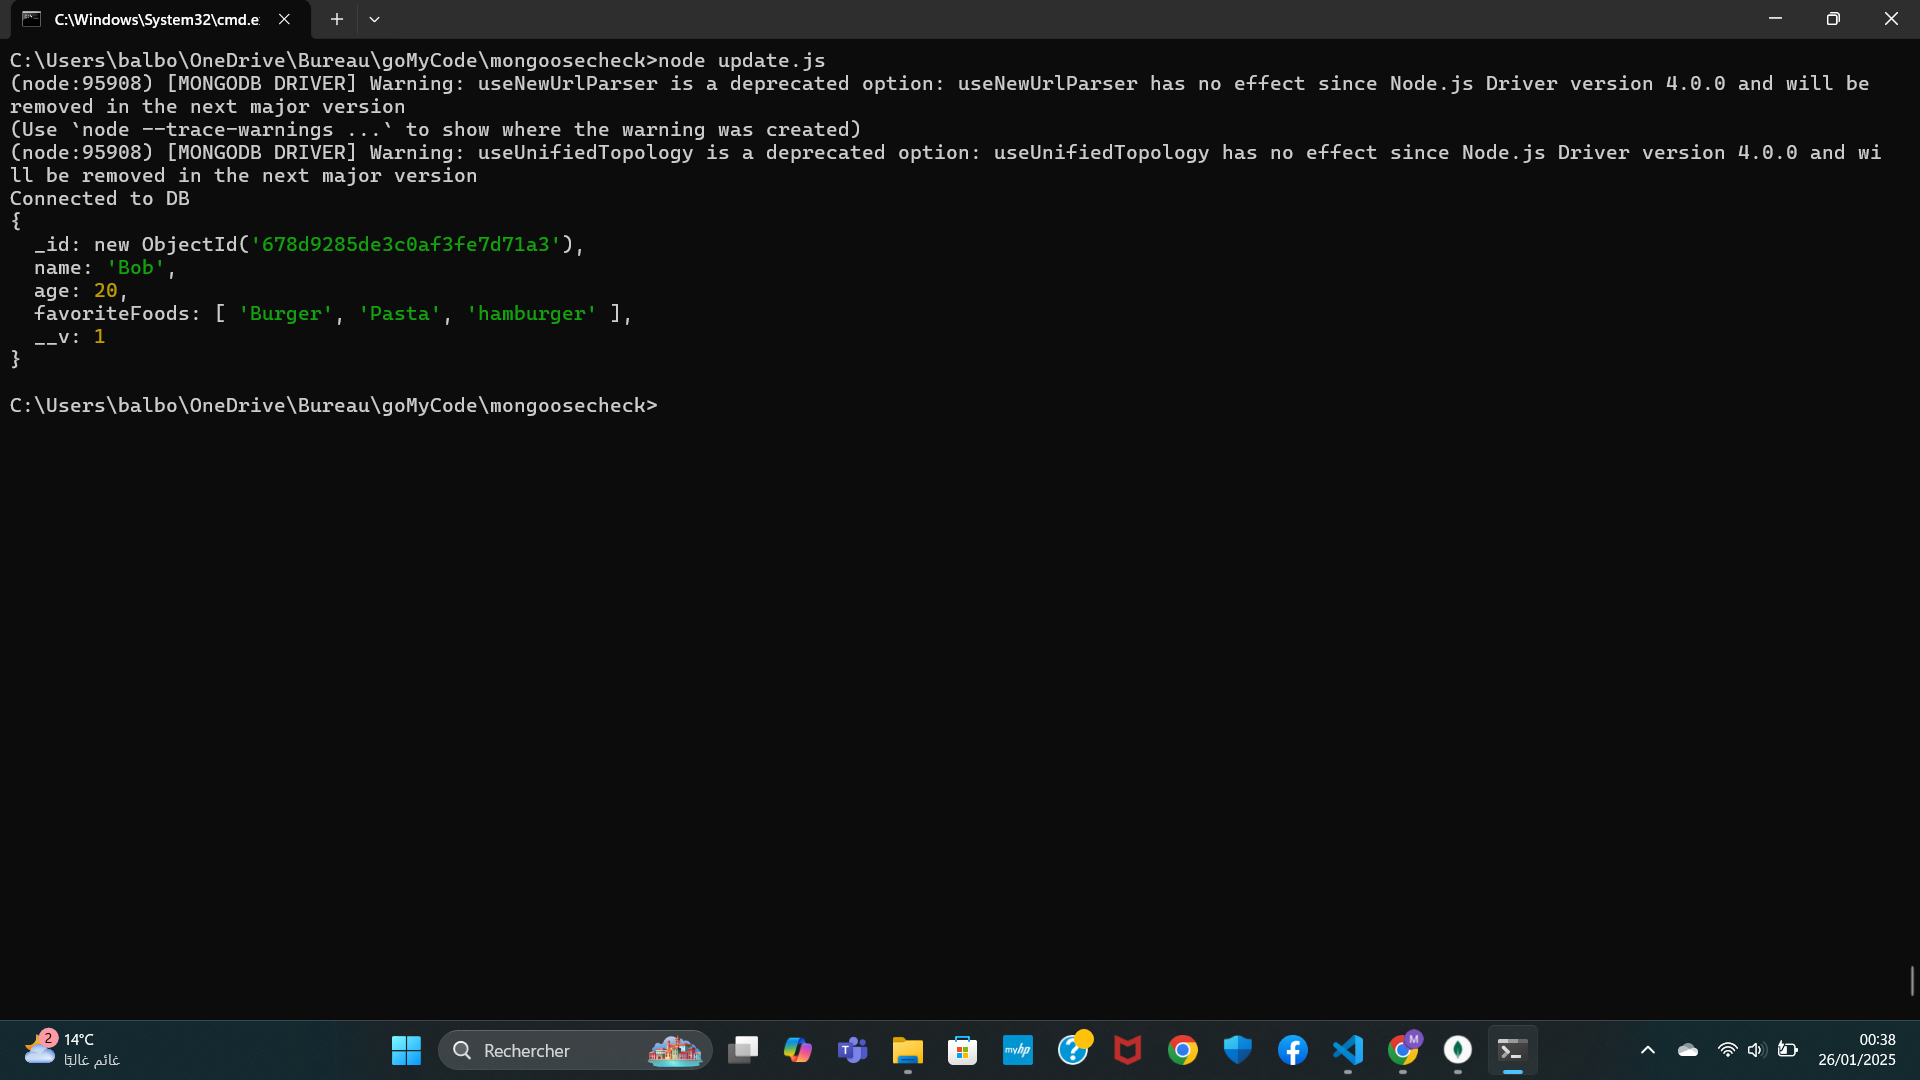 C:\Windows\System32\cmd.e
C:\Users\balbo\OneDrive\Bureau\goMyCode\mongoosecheck>node update.js
(node:95908) [MONGODB DRIVER] Warning: useNewUrlParser is a deprecated option: useNewUrlParser has no effect since Node.js Driver version 4.0.0 and will be
removed in the next major version
(Use `node --trace-warnings ...` to show where the warning was created)
(node:95908) [MONGODB DRIVER] Warning: useUnifiedTopology is a deprecated option: useUnifiedTopology has no effect since Node.js Driver version 4.0.0 and wi
ll be removed in the next major version
Connected to DB
{
  _id: new ObjectId('678d9285de3c0af3fe7d71a3'),
  name: 'Bob',
  age: 20,
  favoriteFoods: [ 'Burger', 'Pasta', 'hamburger' ],
  __v: 1
}
C:\Users\balbo\OneDrive\Bureau\goMyCode\mongoosecheck>
2
14°C
غائم غالبًا
Rechercher
T
myhp
?
M
00:38
26/01/2025